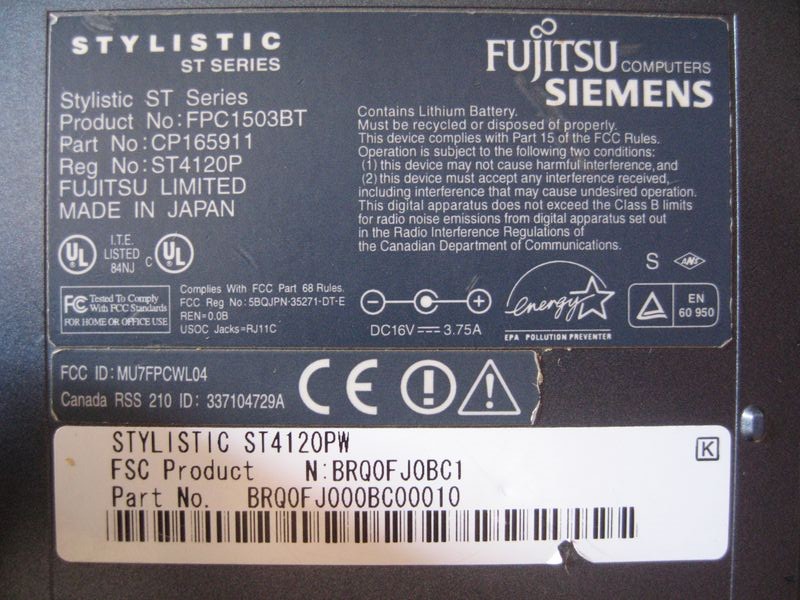 STYLISTIC
ST SERIES
FUJITSU COMPUTERS
SIEMENS
Stylistic ST Series
Product No:FPC1503BT
Part No:CP165911
Reg No:ST4120P
FUJITSU LIMITED
MADE IN JAPAN
Contains Lithium Battery.
Must be recycled or disposed of properly.
This device complies with Part 15 of the FCC Rules.
Operation is subject to the following two conditions:
(1) this device may not cause harmful interference, and
(2) this device must accept any interference received,
including interference that may cause undesired operation.
This digital apparatus does not exceed the Class B limits
for radio noise emissions from digital apparatus set out
in the Radio Interference Regulations of
the Canadian Department of Communications.
UL
I.T.E.
LISTED
84NJ
C UL
S
FC Tested To Comply
With FCC Standards
FOR HOME OR OFFICE USE
Complies With FCC Part 68 Rules.
FCC Reg No:5BQJPN-35271-DT-E
REN=0.0B
USOC Jacks=RJ11C
DC16V 3.75A
energy
EPA POLLUTION PREVENTER
EN
60 950
FCC ID: MU7FPCWL04
Canada RSS 210 ID: 337104729A
CE
STYLISTIC ST4120PW
FSC Product N:BRQ0FJ0BC1
Part No. BRQ0FJ000BC00010
K